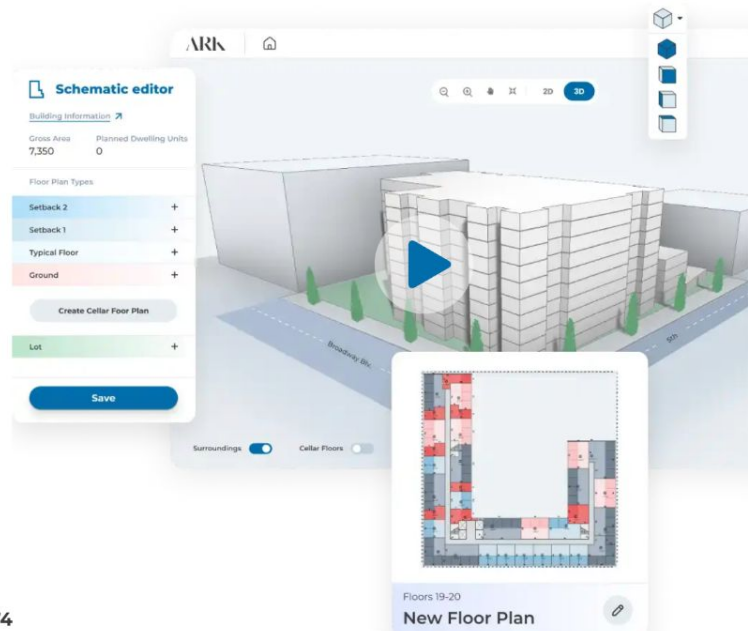 ARK
Schematic editor
Building Information
Gross Area Planned Dwelling Units
7,350 0
Floor Plan Types
Setback 2 +
Setback 1 +
Typical Floor +
Ground +
Create Cellar Foor Plan
Lot +
Save
2D 3D
Broadway Blv.
5th
Surroundings Cellar Floors
Floors 19-20
New Floor Plan